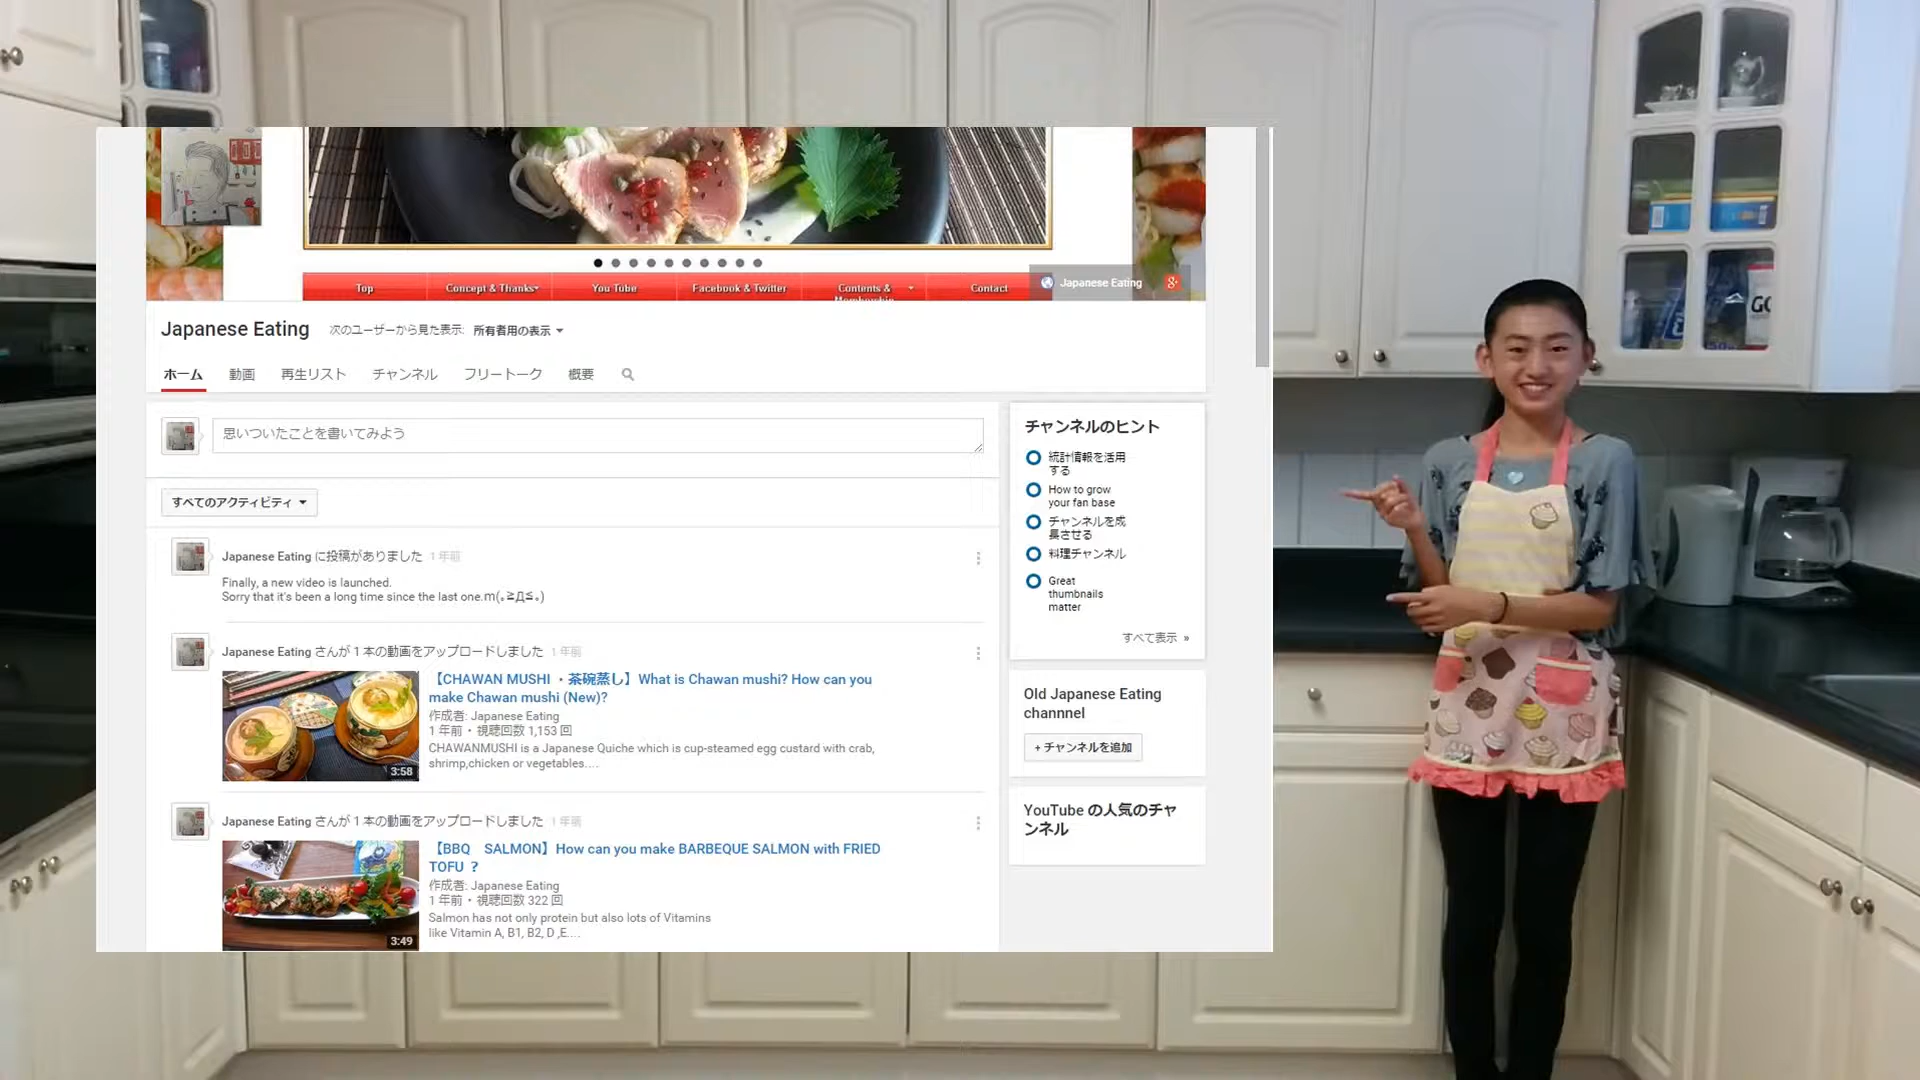 Top
Concept & Thanks
You Tube
Facebook & Twitter
Contents &
Membership
Contact
Japanese Eating
Japanese Eating
次のユーザーから見た表示: 所有者用の表示
ホーム
動画
再生リスト
チャンネル
フリートーク
概要
思いついたことを書いてみよう
すべてのアクティビティ
Japanese Eating に投稿がありました 1 年前
Finally, a new video is launched.
Sorry that it's been a long time since the last one.m(｡≧Д≦｡)
Japanese Eating さんが 1 本の動画をアップロードしました 1 年前
【CHAWAN MUSHI ・茶碗蒸し】What is Chawan mushi? How can you
make Chawan mushi (New)?
作成者: Japanese Eating
1 年前・視聴回数 1,153 回
CHAWANMUSHI is a Japanese Quiche which is cup-steamed egg custard with crab,
shrimp,chicken or vegetables....
3:58
Japanese Eating さんが 1 本の動画をアップロードしました 1 年前
【BBQ　SALMON】How can you make BARBEQUE SALMON with FRIED
TOFU ？
作成者: Japanese Eating
1 年前・視聴回数 322 回
Salmon has not only protein but also lots of Vitamins
like Vitamin A, B1, B2, D ,E....
3:49
チャンネルのヒント
統計情報を活用
する
How to grow
your fan base
チャンネルを成
長させる
料理チャンネル
Great
thumbnails
matter
すべて表示 »
Old Japanese Eating
channnel
+ チャンネルを追加
YouTube の人気のチャ
ンネル